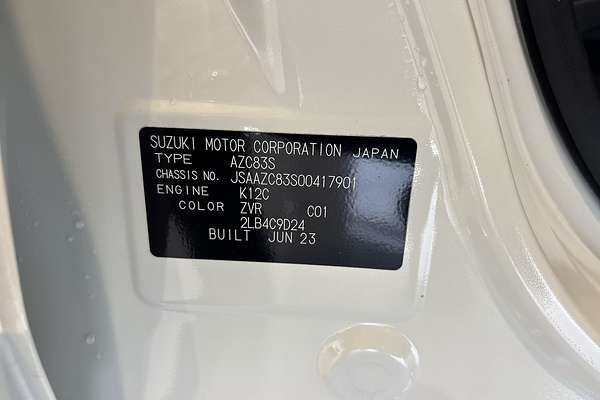 SUZUKI MOTOR CORPORATION JAPAN
TYPE AZC83S
CHASSIS NO. JSAAZC83S00417901
ENGINE K12C
COLOR ZVR C01
2LB4C9D24
BUILT JUN 23